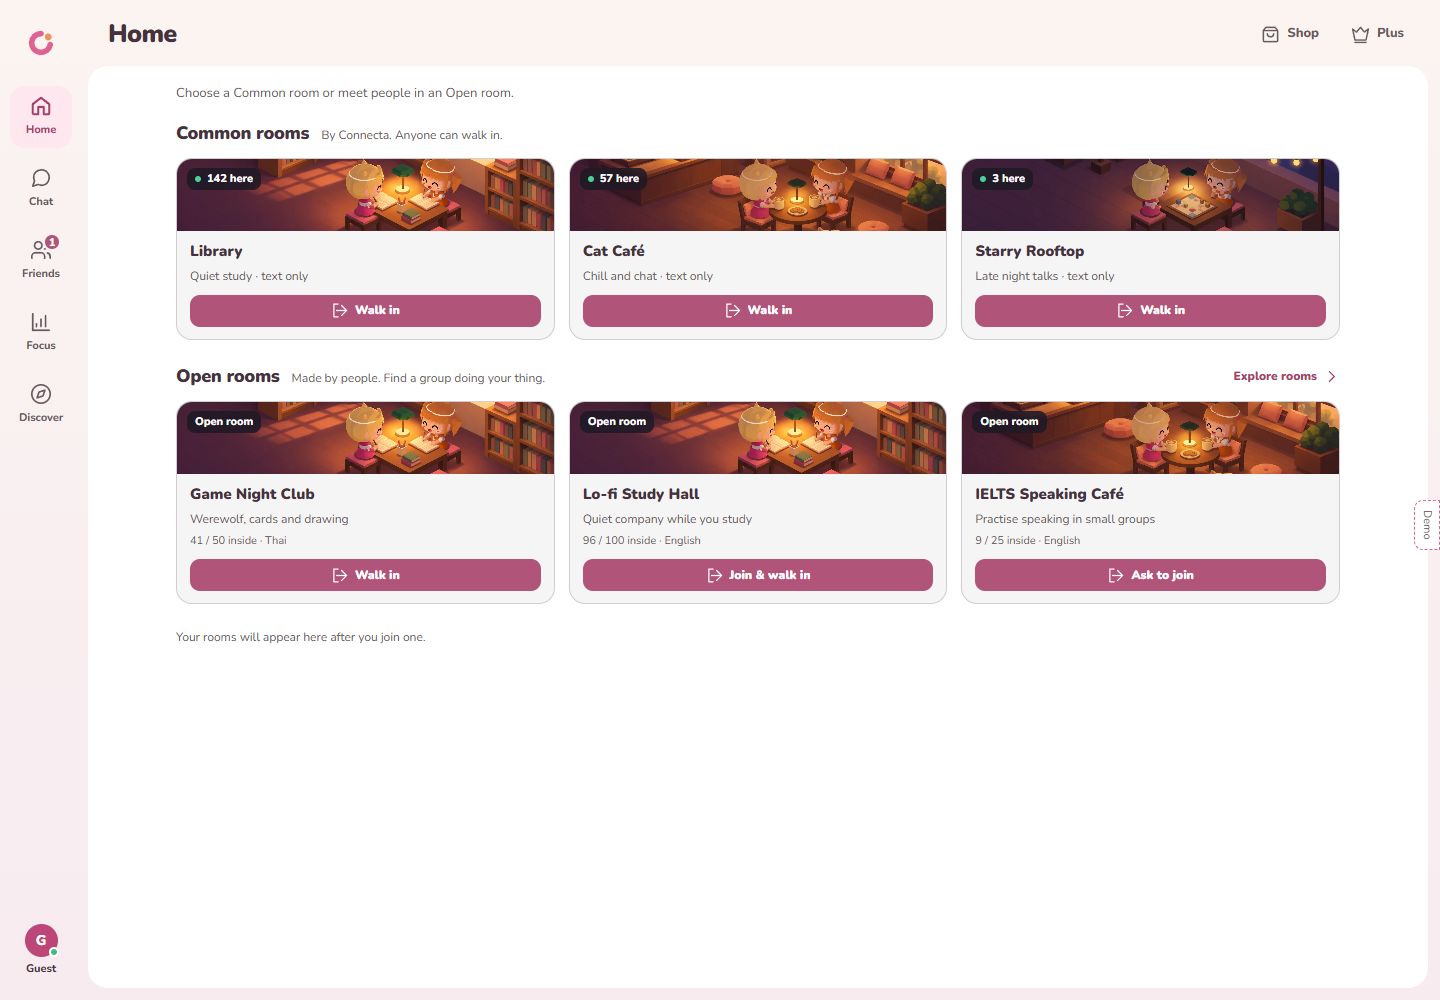 Home
Shop
Plus
Home
Chat
1
Friends
Focus
Discover
G
Guest
Choose a Common room or meet people in an Open room.
Common rooms
By Connecta. Anyone can walk in.
142 here
Library
Quiet study · text only
Walk in
57 here
Cat Café
Chill and chat · text only
Walk in
3 here
Starry Rooftop
Late night talks · text only
Walk in
Open rooms
Made by people. Find a group doing your thing.
Explore rooms
Open room
Game Night Club
Werewolf, cards and drawing
41 / 50 inside · Thai
Walk in
Open room
Lo-fi Study Hall
Quiet company while you study
96 / 100 inside · English
Join & walk in
Open room
IELTS Speaking Café
Practise speaking in small groups
9 / 25 inside · English
Ask to join
Your rooms will appear here after you join one.
Demo